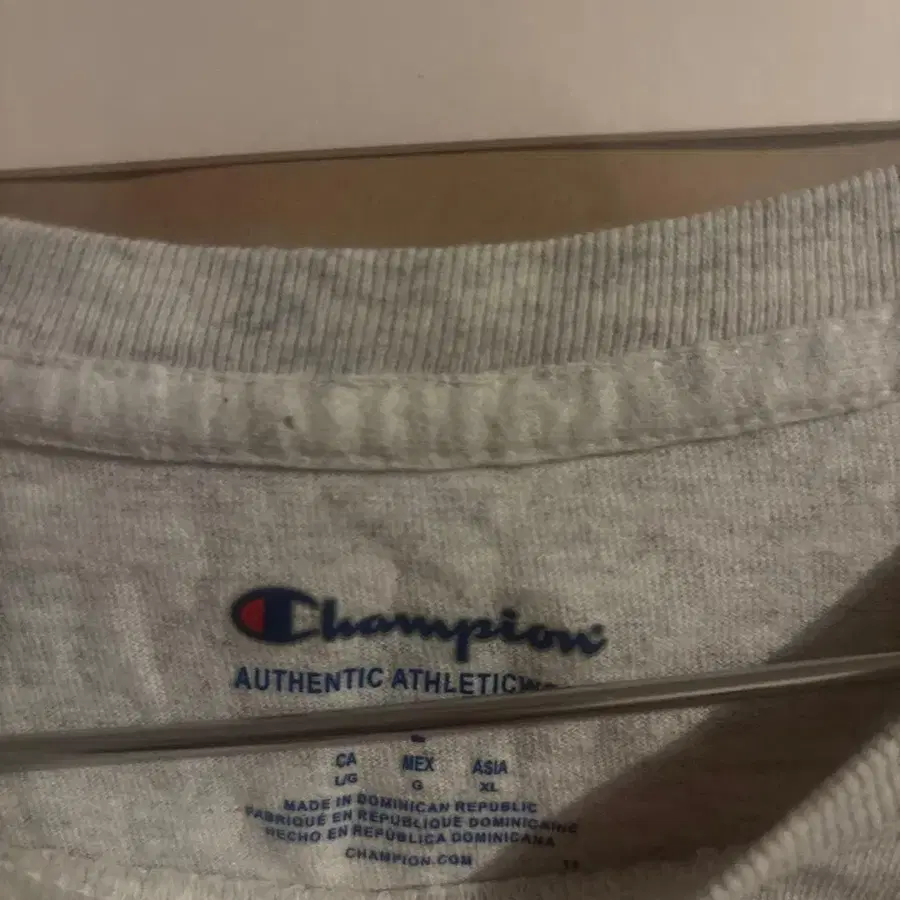 Champion
AUTHENTIC ATHLETIC
CA MEX ASIA
L/G G XL
MADE IN DOMINICAN REPUBLIC
FABRIQUÉ EN RÉPUBLIQUE DOMINICAINE
HECHO EN REPÚBLICA DOMINICANA
CHAMPION.COM